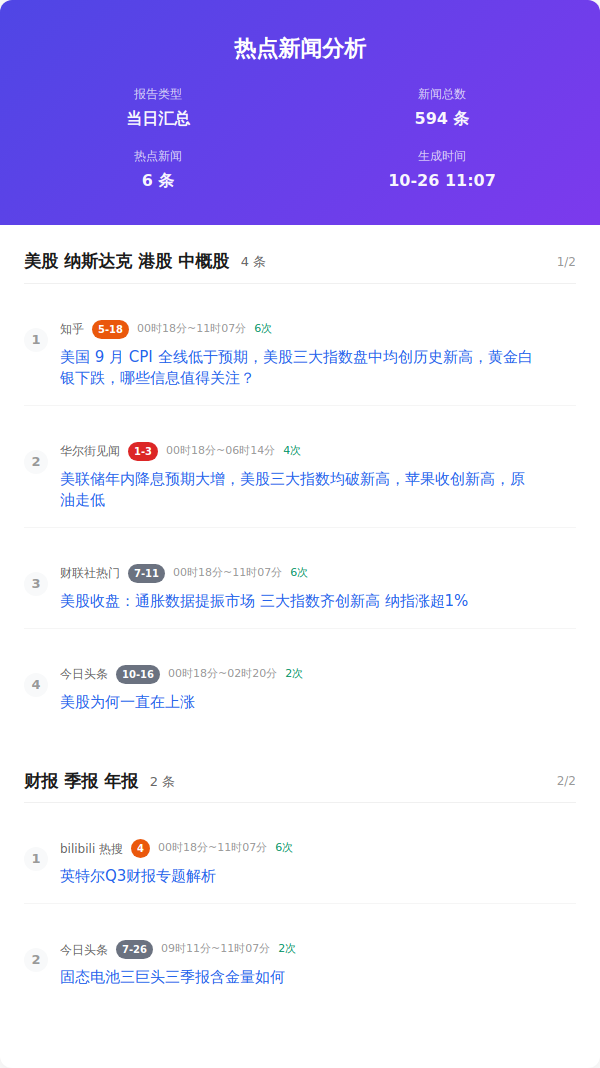 热点新闻分析
报告类型
新闻总数
当日汇总
594 条
热点新闻
生成时间
6 条
10-26 11:07
美股 纳斯达克 港股 中概股 4 条 1/2
1 知乎 5-18 00时18分~11时07分 6次
美国 9 月 CPI 全线低于预期，美股三大指数盘中均创历史新高，黄金白
银下跌，哪些信息值得关注？
2 华尔街见闻 1-3 00时18分~06时14分 4次
美联储年内降息预期大增，美股三大指数均破新高，苹果收创新高，原
油走低
3 财联社热门 7-11 00时18分~11时07分 6次
美股收盘：通胀数据提振市场 三大指数齐创新高 纳指涨超1%
4 今日头条 10-16 00时18分~02时20分 2次
美股为何一直在上涨
财报 季报 年报 2 条 2/2
1 bilibili 热搜 4 00时18分~11时07分 6次
英特尔Q3财报专题解析
2 今日头条 7-26 09时11分~11时07分 2次
固态电池三巨头三季报含金量如何